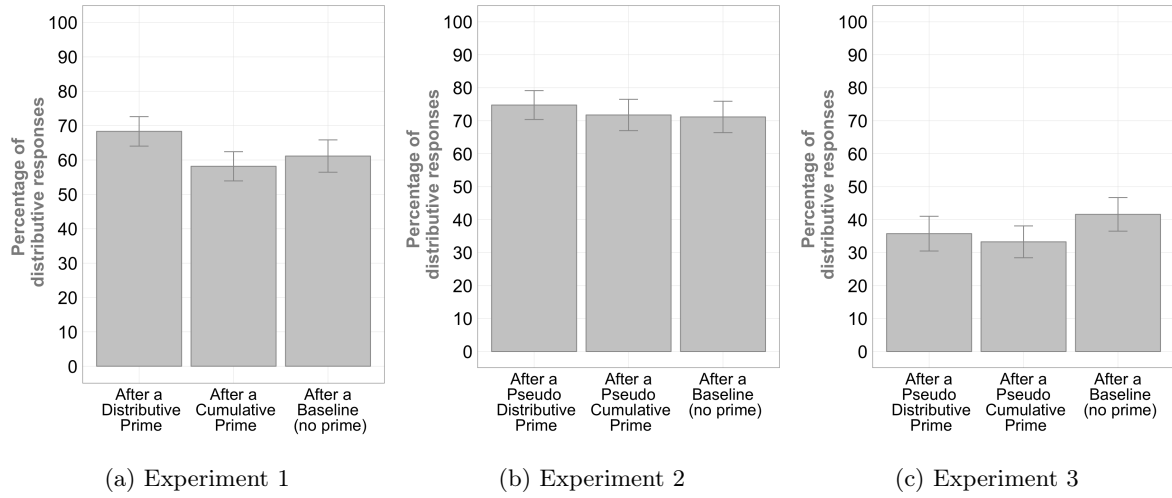 Percentage of
distributive responses
100
90
80
70
60
50
40
30
20
10
0
After a
Distributive
Prime
After a
Cumulative
Prime
After a
Baseline
(no prime)
(a) Experiment 1
Percentage of
distributive responses
100
90
80
70
60
50
40
30
20
10
0
After a
Pseudo
Distributive
Prime
After a
Pseudo
Cumulative
Prime
After a
Baseline
(no prime)
(b) Experiment 2
Percentage of
distributive responses
100
90
80
70
60
50
40
30
20
10
0
After a
Pseudo
Distributive
Prime
After a
Pseudo
Cumulative
Prime
After a
Baseline
(no prime)
(c) Experiment 3